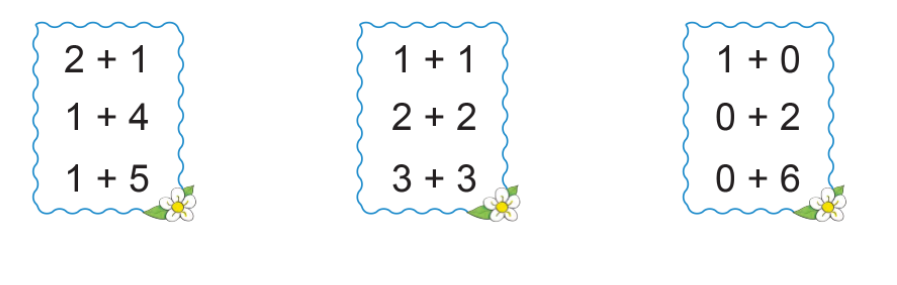 2 + 1
1 + 4
1 + 5
1 + 1
2 + 2
3 + 3
1 + 0
0 + 2
0 + 6